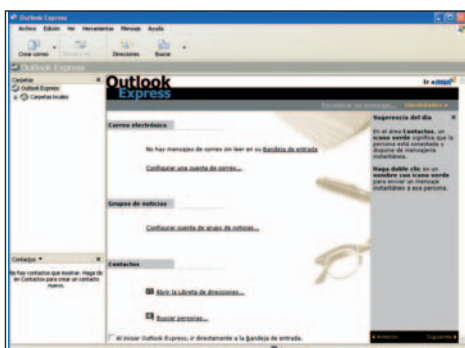 Outlook Express
Archivo Edición Ver Herramientas Mensaje Ayuda
Crear correo Direcciones Buscar
Outlook Express
Carpetas
Outlook Express
Carpetas locales
Outlook
Express
Ir a msn
Encontrar un mensaje... Identidades
Correo electrónico
No hay mensajes de correo sin leer en su Bandeja de entrada
Configurar una cuenta de correo...
Grupos de noticias
Configurar cuenta de grupo de noticias...
Contactos
Abrir la Libreta de direcciones...
Buscar personas...
Al iniciar Outlook Express, ir directamente a la Bandeja de entrada.
Sugerencia del día
En el área Contactos, un
icono verde significa que la
persona está conectada y
dispone de mensajería
instantánea.
Haga doble clic en un
nombre con icono verde
para enviar un mensaje
instantáneo a esa persona.
Anterior Siguiente
Contactos
No hay contactos que mostrar. Haga clic
en Contactos para crear un contacto
nuevo.